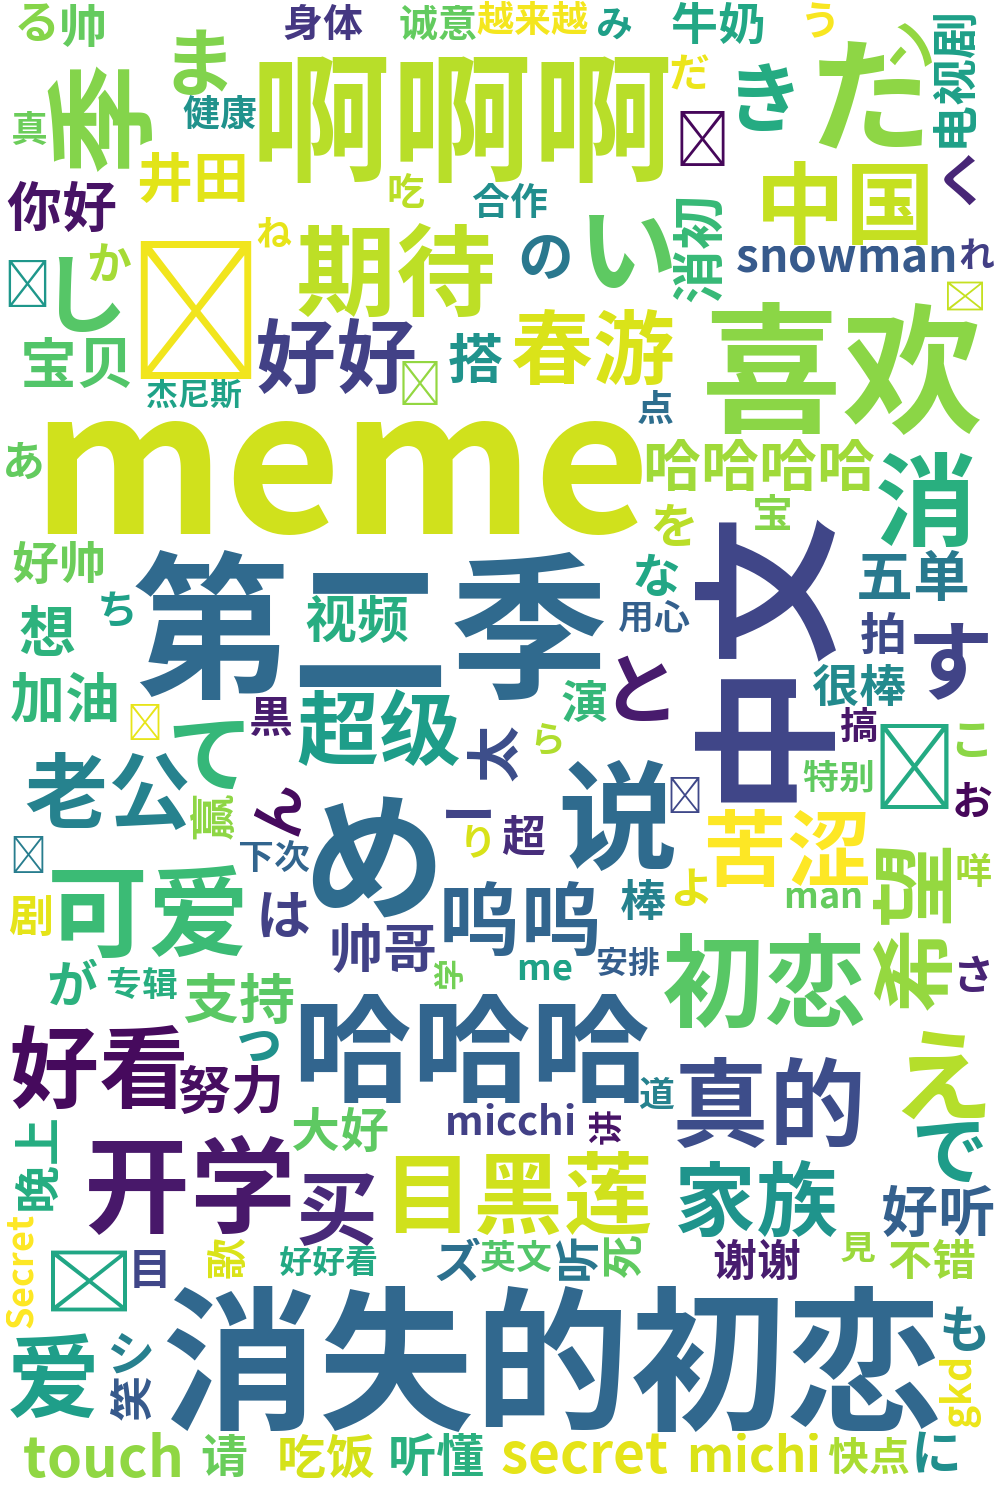 る帅
身体
诚意
越来越
み
牛奶
う
电视剧
ン
季
ま
啊啊啊
だ
き
た
真
健康
井田
吃
合作
中国
く
你好
か
ね
期待
の
い
消初
snowman
れ
し
宝贝
杰尼斯
好好
搭
春游
点
喜欢
あ
meme
哈哈哈哈
宝
を
消
好帅
ち
想
第二季
视频
な
用心
中文
五单
拍
す
加油
黒
て
超级
太
ら
演
と
很棒
搞
特别
こ
お
老公
赢
ん
下次
め
一
り
超
说
苦涩
man
よ
希望
咩
剧
可爱
は
帅哥
呜呜
棒
me
安排
初恋
さ
が
专辑
支持
学
つ
好看
努力
哈哈哈
道
真的
え
で
晚上
大好
micchi
讲
开学
买
目黑莲
家族
好听
Secret
目
歌
好好看
ズ
英文
听
死
谢谢
見
不错
爱
シ
笑
消失的初恋
も
gkd
touch
请
吃饭
听懂
secret
michi
快点
に